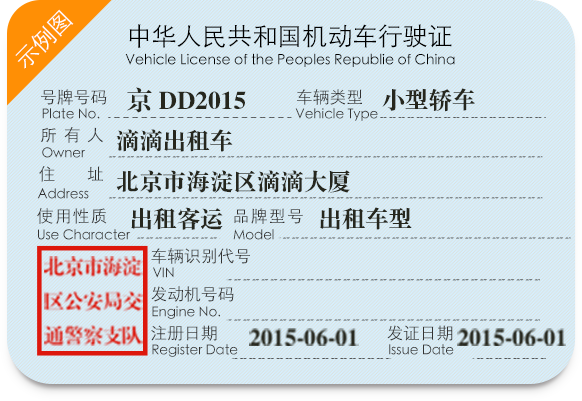 示例图
中华人民共和国机动车行驶证
Vehicle License of the Peoples Republie of China
号牌号码 京 DD2015 车辆类型 小型轿车
Plate No. Vehicle Type
所有人 滴滴出租车
Owner
住址 北京市海淀区滴滴大厦
Address
使用性质 出租客运 品牌型号 出租车型
Use Character Model
北京市海淀
区公安局交
通警察支队
车辆识别代号
VIN
发动机号码
Engine No.
注册日期 2015-06-01 发证日期 2015-06-01
Register Date Issue Date